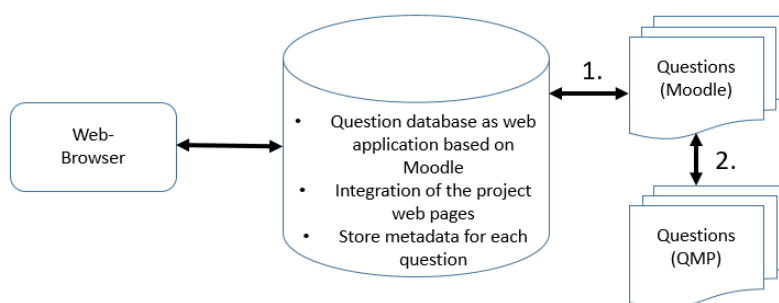 Web-
Browser
• Question database as web
application based on
Moodle
• Integration of the project
web pages
• Store metadata for each
question
1.
Questions
(Moodle)
2.
Questions
(QMP)